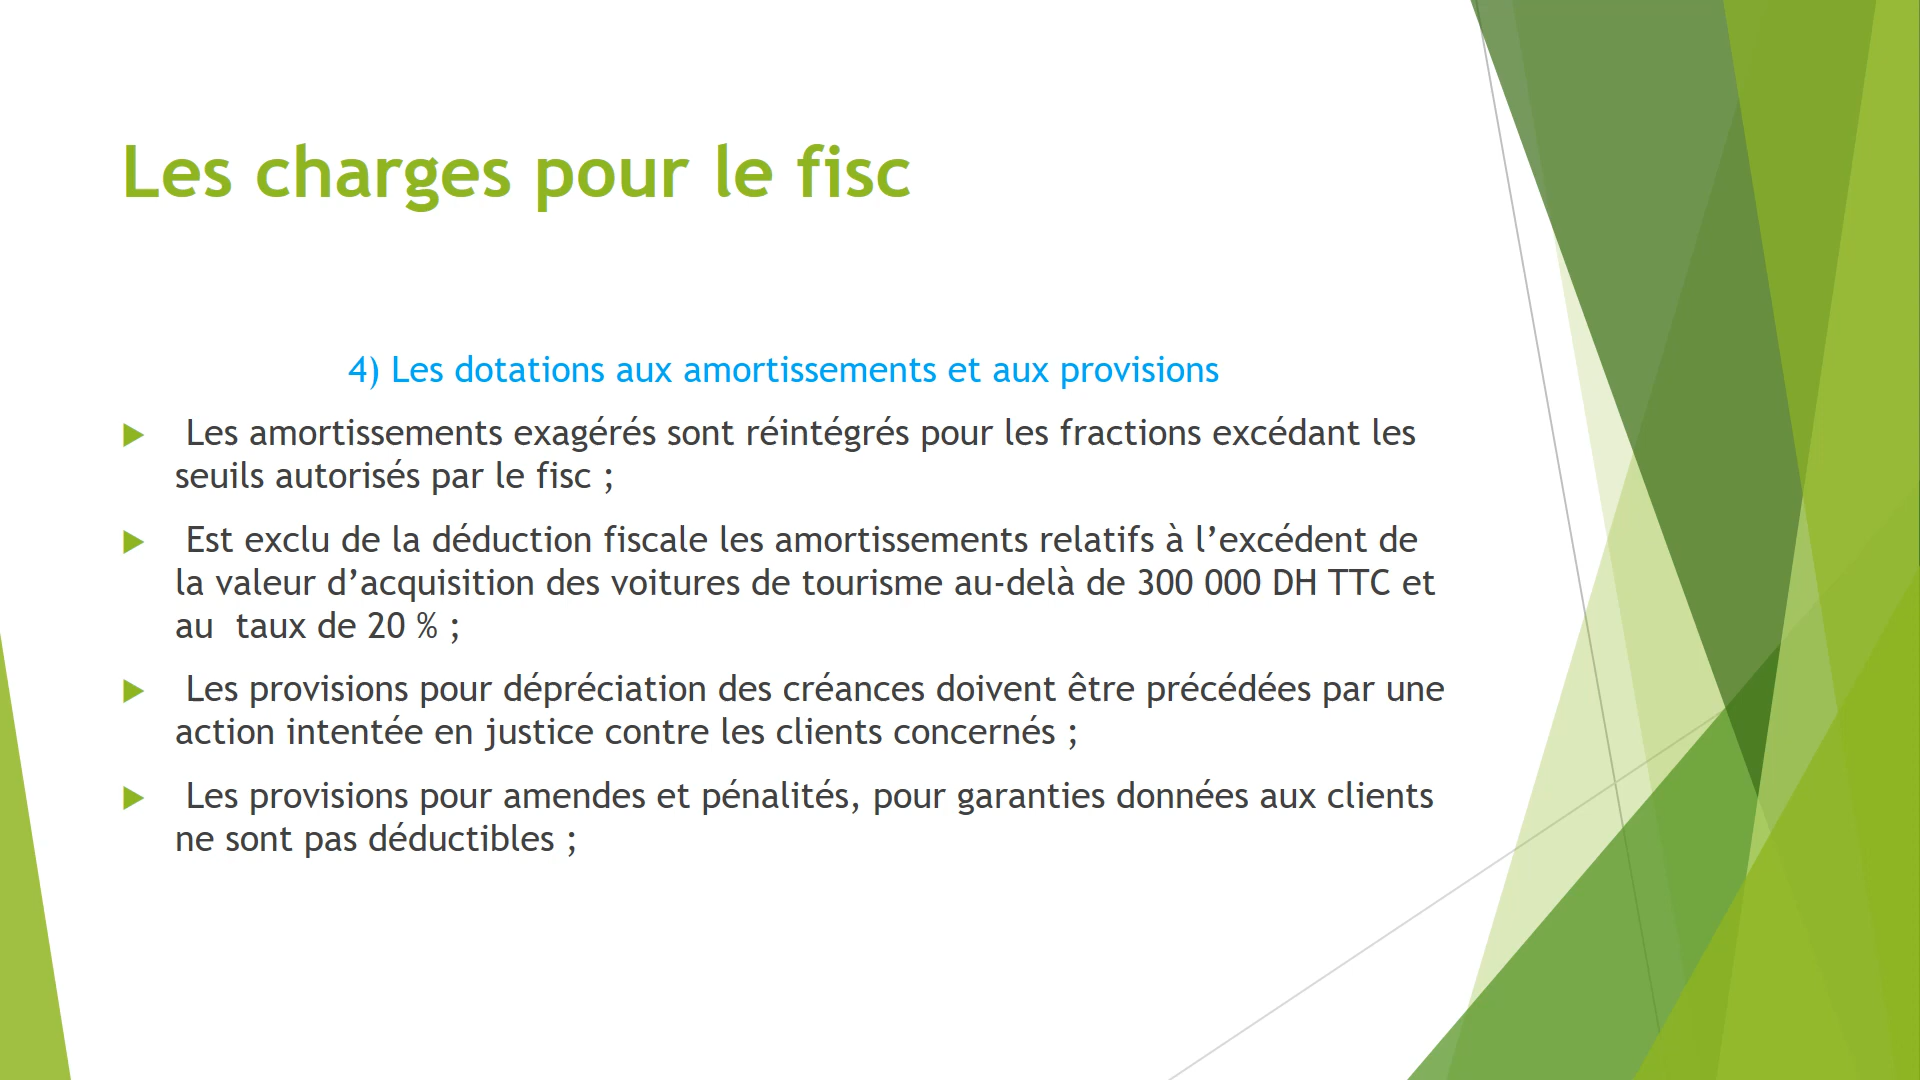 Les charges pour le fisc
4) Les dotations aux amortissements et aux provisions
Les amortissements exagérés sont réintégrés pour les fractions excédant les
seuils autorisés par le fisc ;
Est exclu de la déduction fiscale les amortissements relatifs à l’excédent de
la valeur d’acquisition des voitures de tourisme au-delà de 300 000 DH TTC et
au  taux de 20 % ;
Les provisions pour dépréciation des créances doivent être précédées par une
action intentée en justice contre les clients concernés ;
Les provisions pour amendes et pénalités, pour garanties données aux clients
ne sont pas déductibles ;